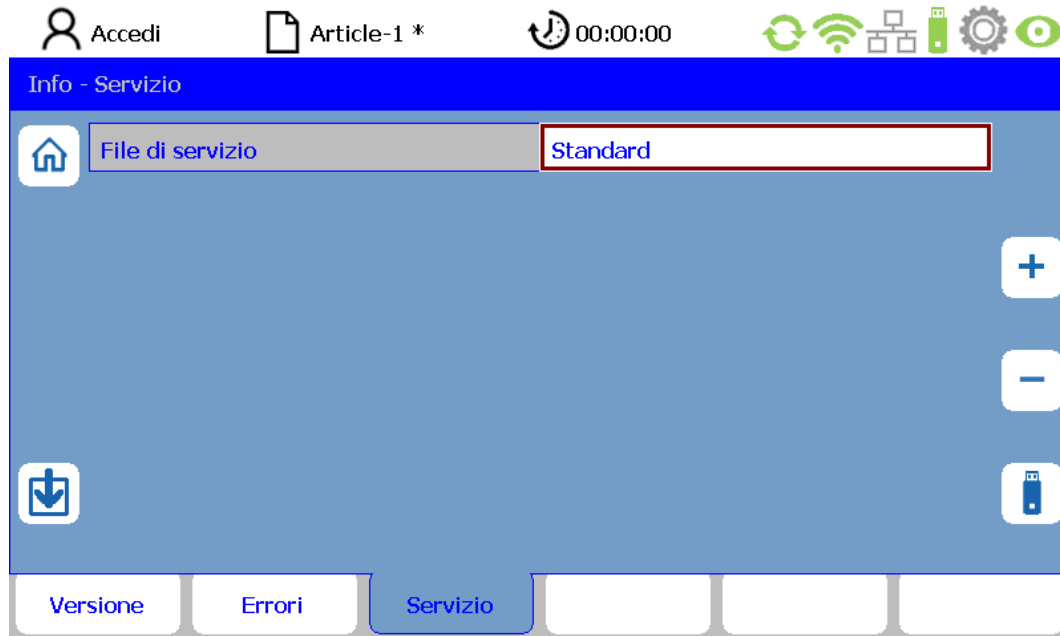 Accedi
Article-1 *
00:00:00
Info - Servizio
File di servizio
Standard
+
−
Versione
Errori
Servizio